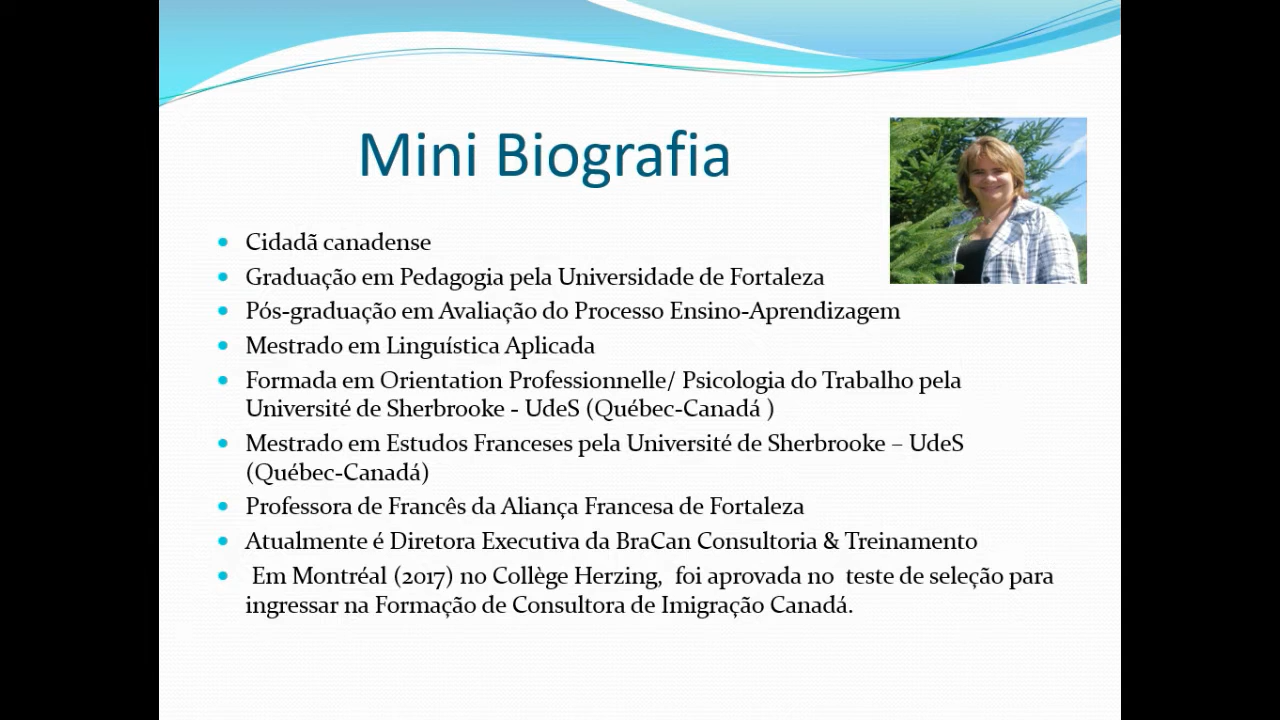 Mini Biografia
Cidadã canadense
Graduação em Pedagogia pela Universidade de Fortaleza
Pós-graduação em Avaliação do Processo Ensino-Aprendizagem
Mestrado em Linguística Aplicada
Formada em Orientation Professionnelle/ Psicologia do Trabalho pela
Université de Sherbrooke - UdeS (Québec-Canadá )
Mestrado em Estudos Franceses pela Université de Sherbrooke – UdeS
(Québec-Canadá)
Professora de Francês da Aliança Francesa de Fortaleza
Atualmente é Diretora Executiva da BraCan Consultoria & Treinamento
Em Montréal (2017) no Collège Herzing, foi aprovada no teste de seleção para
ingressar na Formação de Consultora de Imigração Canadá.